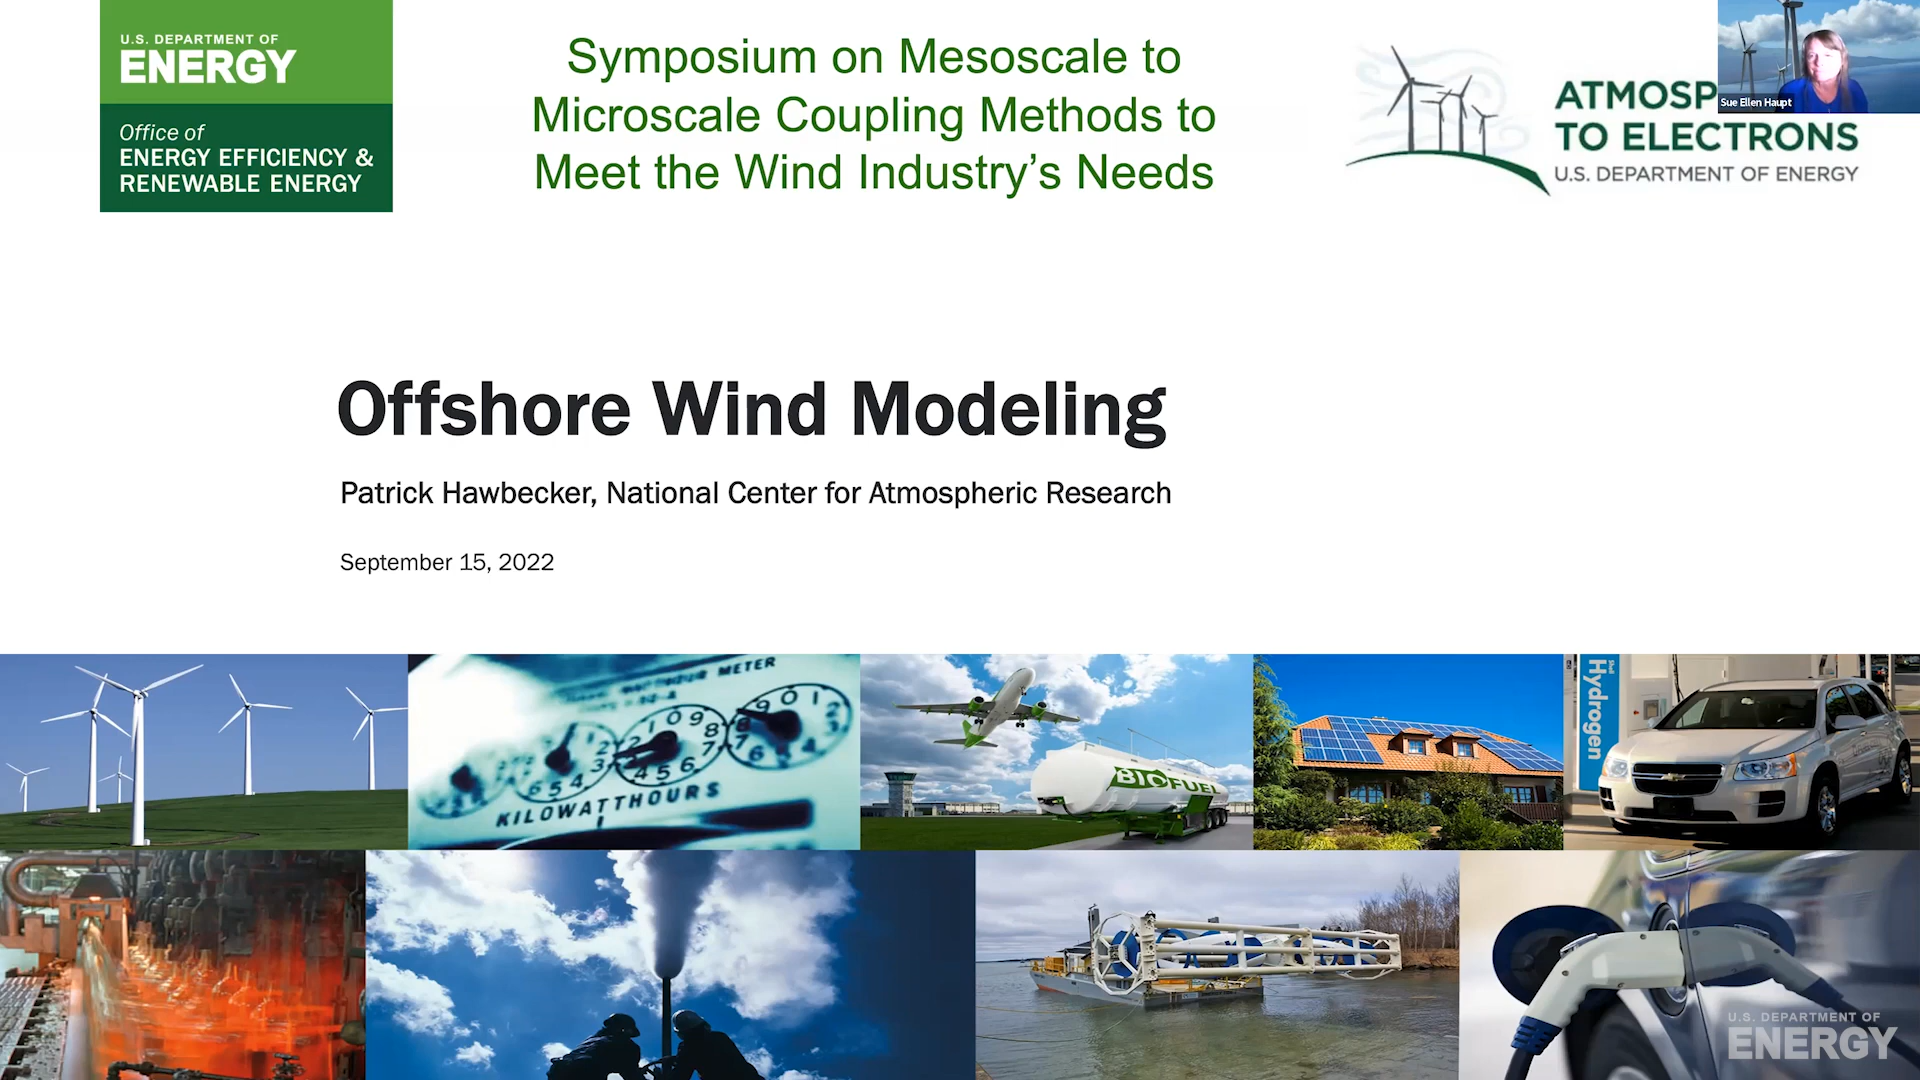 U.S. DEPARTMENT OF
ENERGY
Office of
ENERGY EFFICIENCY &
RENEWABLE ENERGY
Symposium on Mesoscale to
Microscale Coupling Methods to
Meet the Wind Industry's Needs
ATMOSP
TO ELECTRONS
U.S. DEPARTMENT OF ENERGY
Sue Ellen Haupt
Offshore Wind Modeling
Patrick Hawbecker, National Center for Atmospheric Research
September 15, 2022
METER
KILOWATTHOURS
BIOFUEL
Shell
Hydrogen
U.S. DEPARTMENT OF
ENERGY